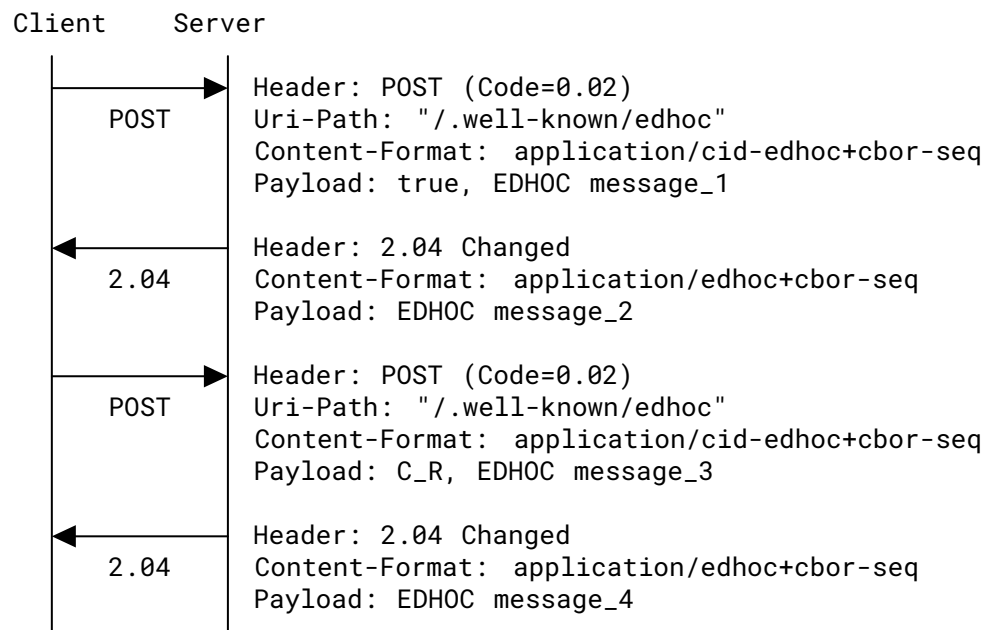 Client Server
Header: POST (Code=0.02)
POST Uri-Path: "/.well-known/edhoc"
Content-Format: application/cid-edhoc+cbor-seq
Payload: true, EDHOC message_1
Header: 2.04 Changed
2.04 Content-Format: application/edhoc+cbor-seq
Payload: EDHOC message_2
Header: POST (Code=0.02)
POST Uri-Path: "/.well-known/edhoc"
Content-Format: application/cid-edhoc+cbor-seq
Payload: C_R, EDHOC message_3
Header: 2.04 Changed
2.04 Content-Format: application/edhoc+cbor-seq
Payload: EDHOC message_4